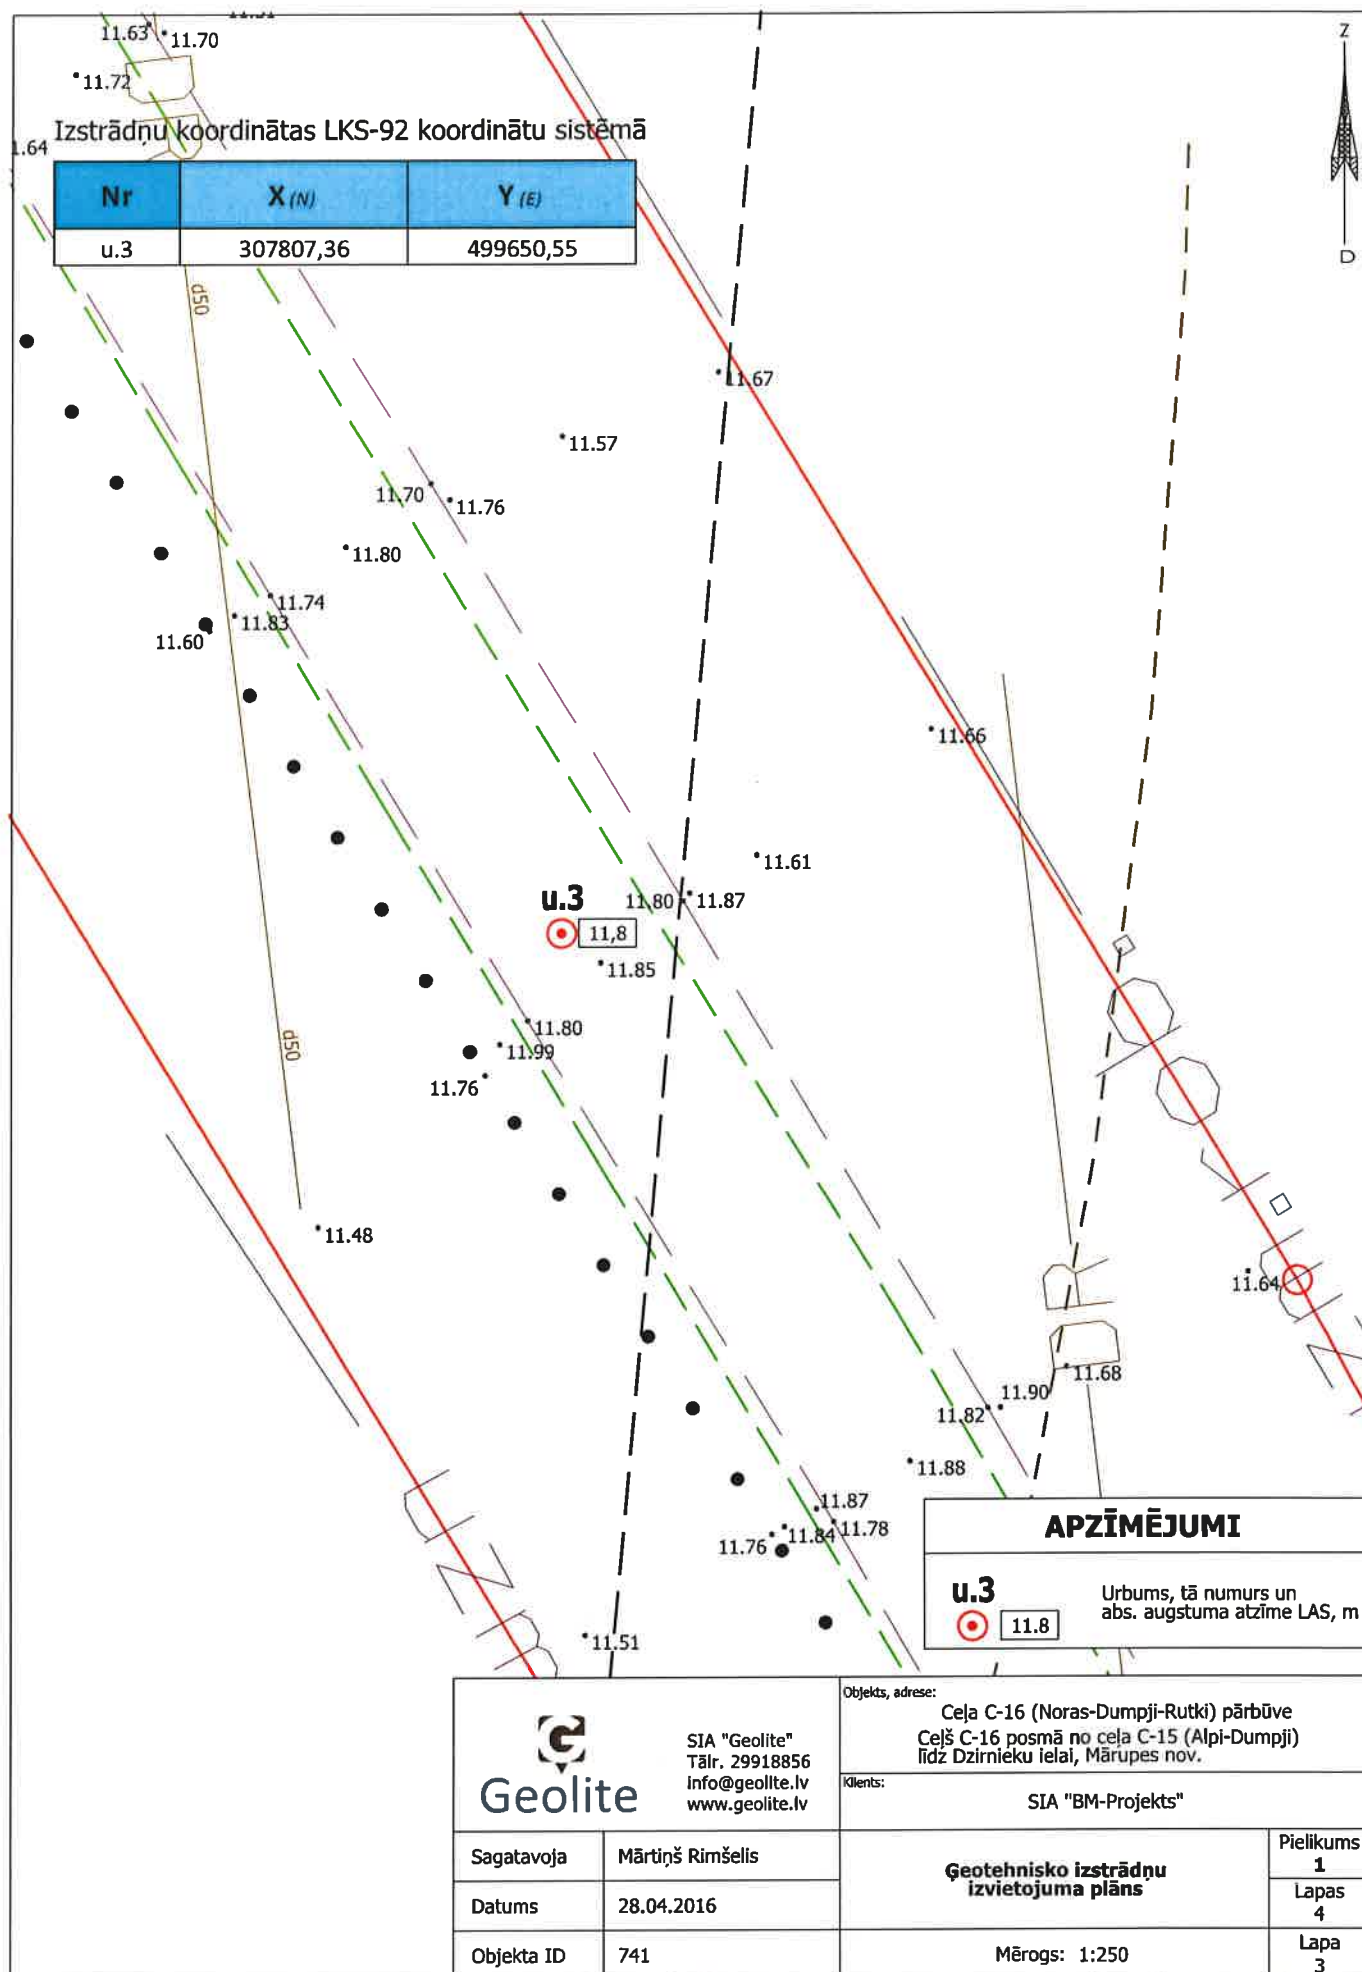 11.63
11.70
11.72
Izstrādņu koordinātas LKS-92 koordinātu sistēmā
Nr X (N) Y (E)
u.3 307807,36 499650,55
Z
D
d50
11.67
11.57
11.70
11.76
11.80
11.74
11.83
11.60
11.66
11.61
u.3
11,8
11.80
11.87
11.85
11.80
11.99
11.76
d50
11.48
11.64
11.68
11.90
11.82
11.88
11.87
11.84
11.78
11.76
11.51
APZĪMĒJUMI
u.3
11.8
Urbums, tā numurs un
abs. augstuma atzīme LAS, m
Geolite
SIA "Geolite"
Tālr. 29918856
info@geolite.lv
www.geolite.lv
Objekts, adrese:
Ceļa C-16 (Noras-Dumpji-Rutki) pārbūve
Ceļš C-16 posmā no ceļa C-15 (Alpi-Dumpji)
līdz Dzirnieku ielai, Mārupes nov.
Klients:
SIA "BM-Projekts"
Sagatavoja Mārtiņš Rimšelis
Datums 28.04.2016
Objekta ID 741
Ģeotehnisko izstrādņu
izvietojuma plāns
Mērogs: 1:250
Pielikums
1
Lapas
4
Lapa
3